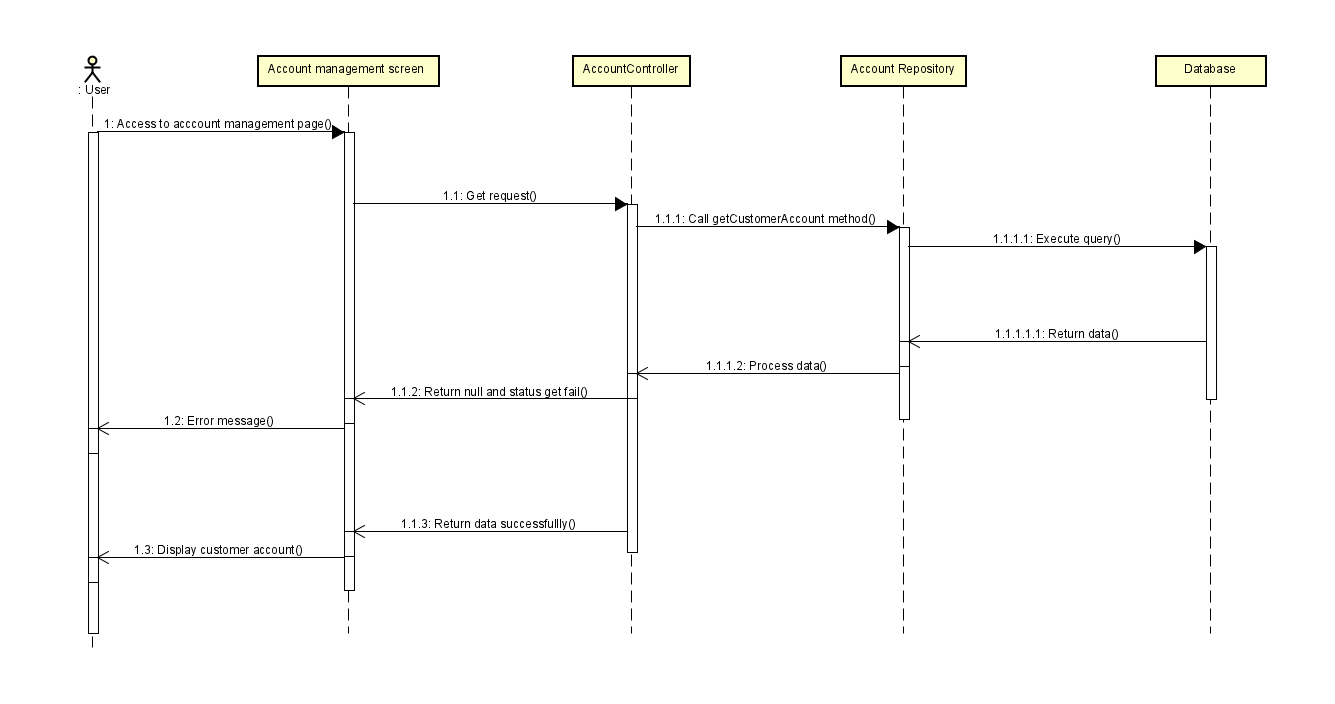 Account management screen
AccountController
Account Repository
Database
: User
1: Access to acccount management page()
1.1: Get request()
1.1.1: Call getCustomerAccount method()
1.1.1.1: Execute query()
1.1.1.1.1: Return data()
1.1.1.2: Process data()
1.1.2: Return null and status get fail()
1.2: Error message()
1.1.3: Return data successfullly()
1.3: Display customer account()